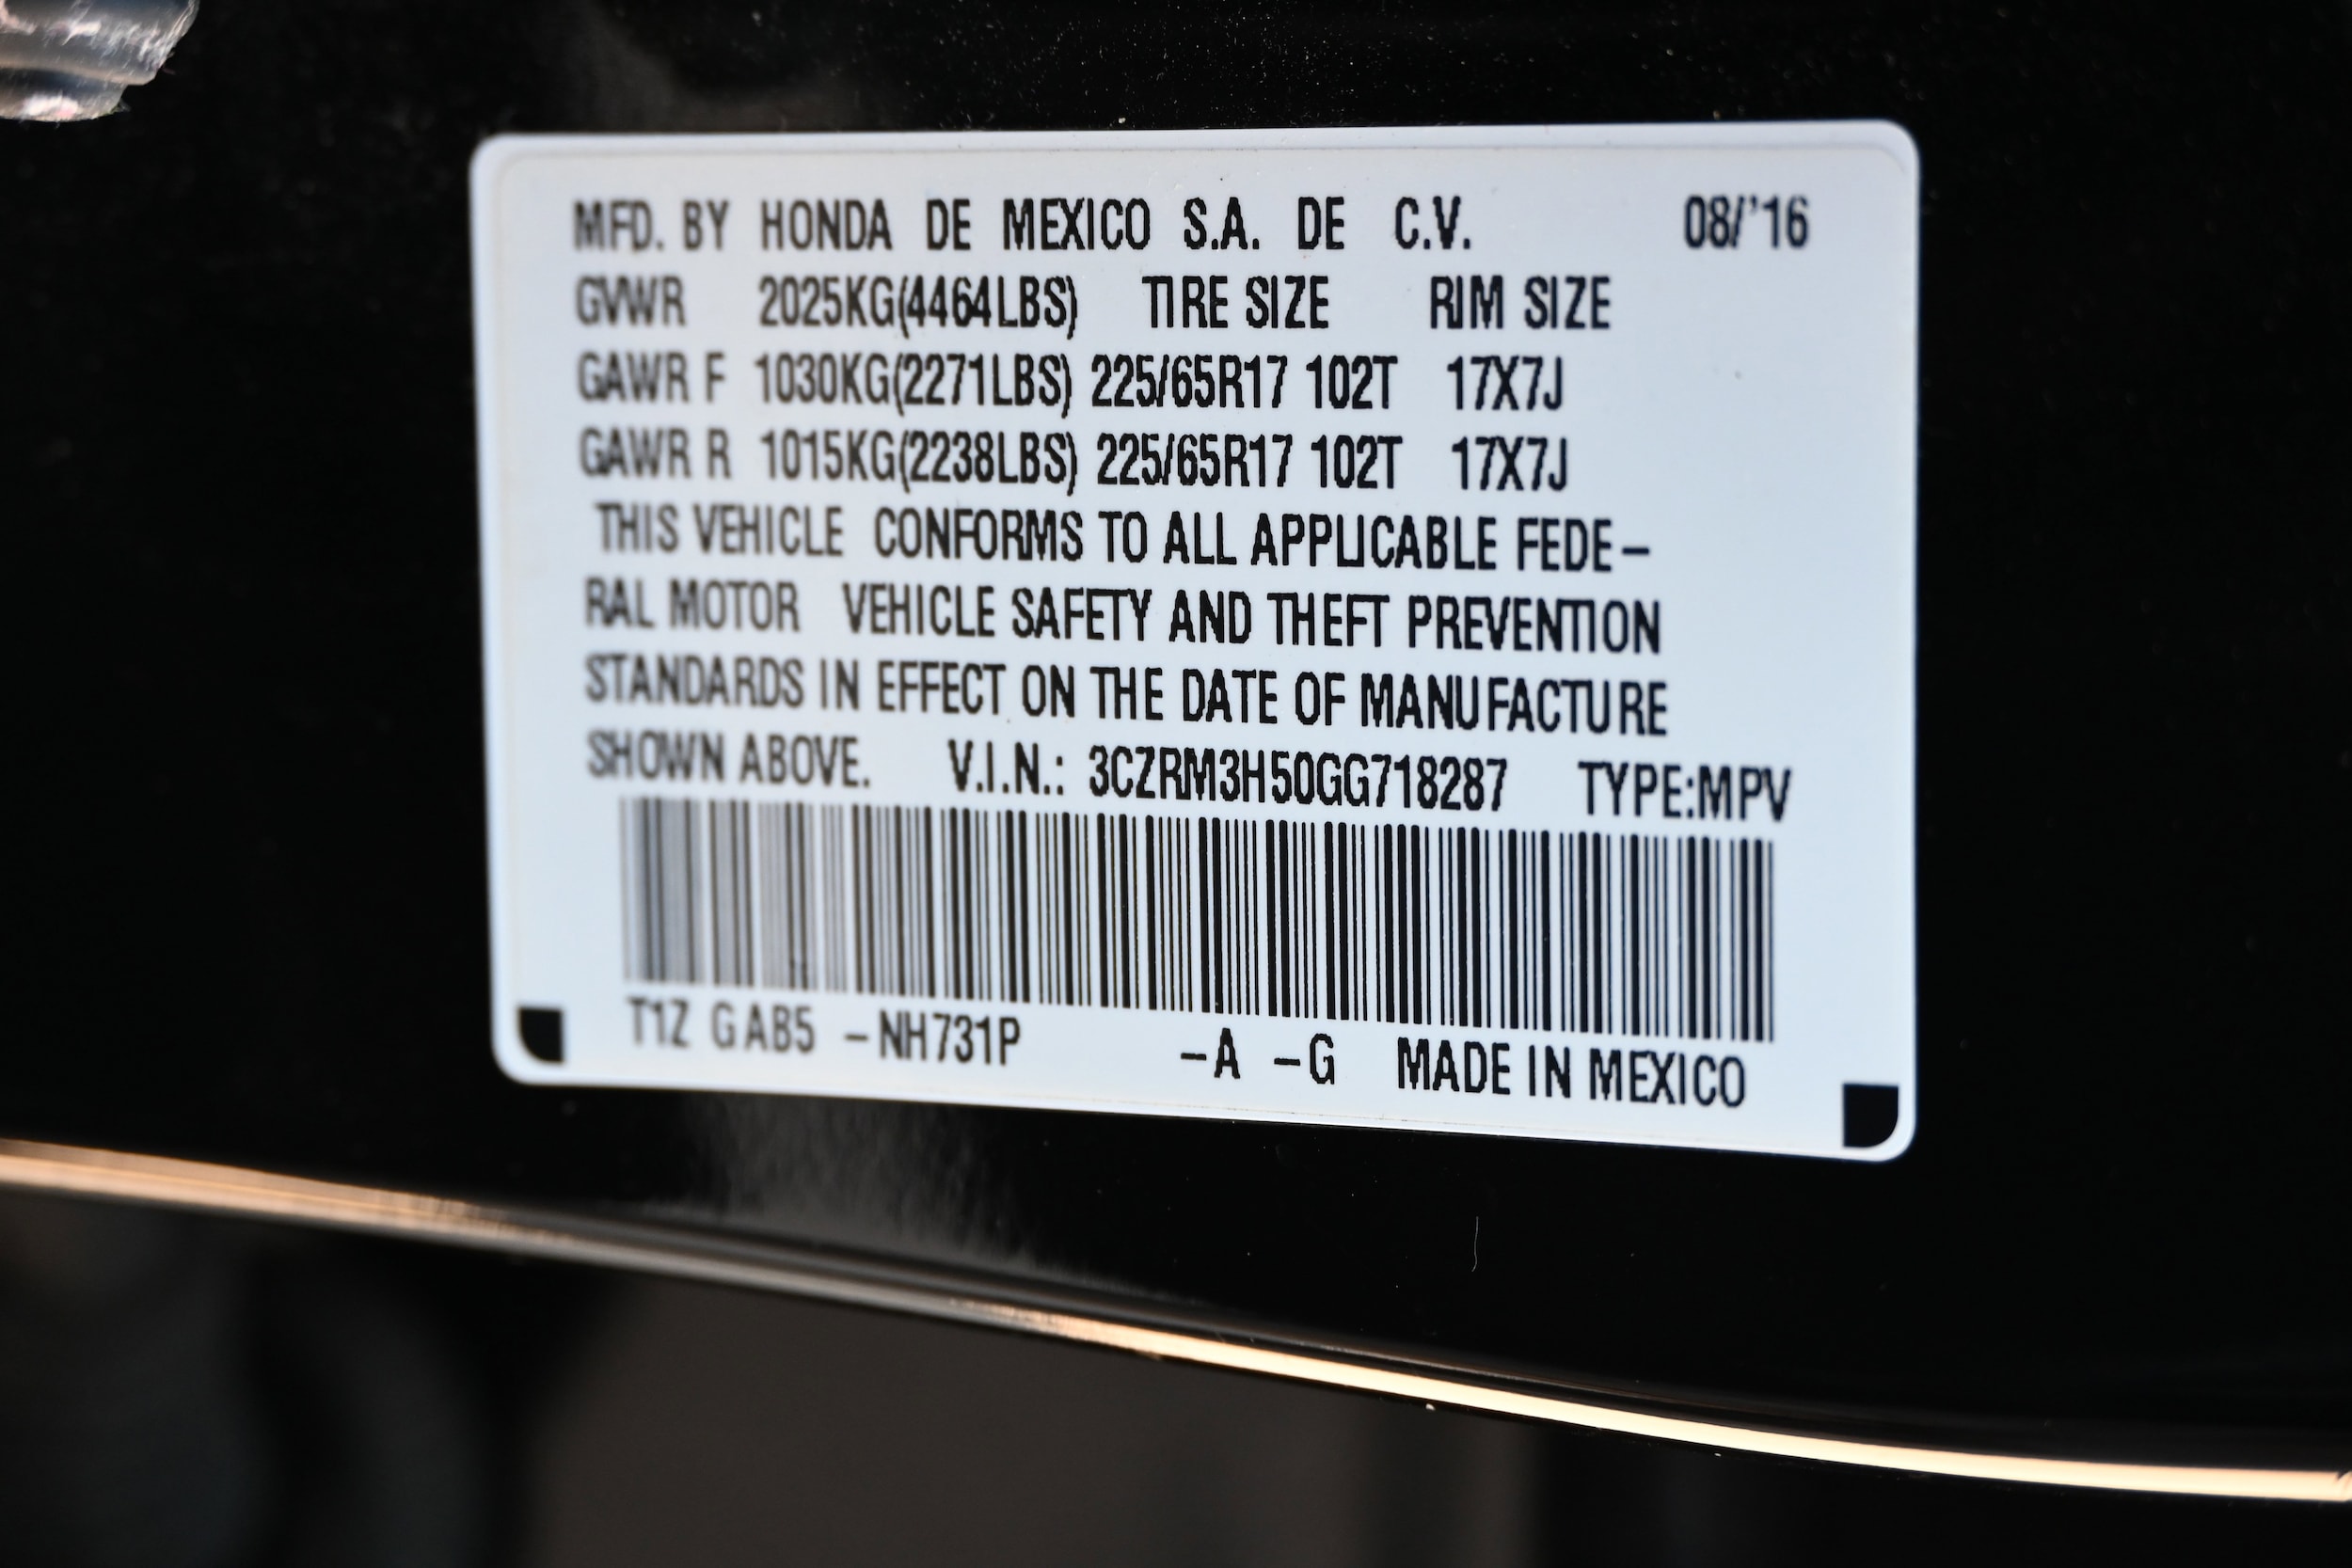 MFD. BY HONDA DE MEXICO S.A. DE C.V. 08/'16
GVWR 2025KG(4464LBS) TIRE SIZE RIM SIZE
GAWR F 1030KG(2271LBS) 225/65R17 102T 17X7J
GAWR R 1015KG(2238LBS) 225/65R17 102T 17X7J
THIS VEHICLE CONFORMS TO ALL APPLICABLE FEDE-
RAL MOTOR VEHICLE SAFETY AND THEFT PREVENTION
STANDARDS IN EFFECT ON THE DATE OF MANUFACTURE
SHOWN ABOVE. V.I.N.: 3CZRM3H50GG718287 TYPE:MPV
T1Z GAB5 -NH731P -A -G MADE IN MEXICO